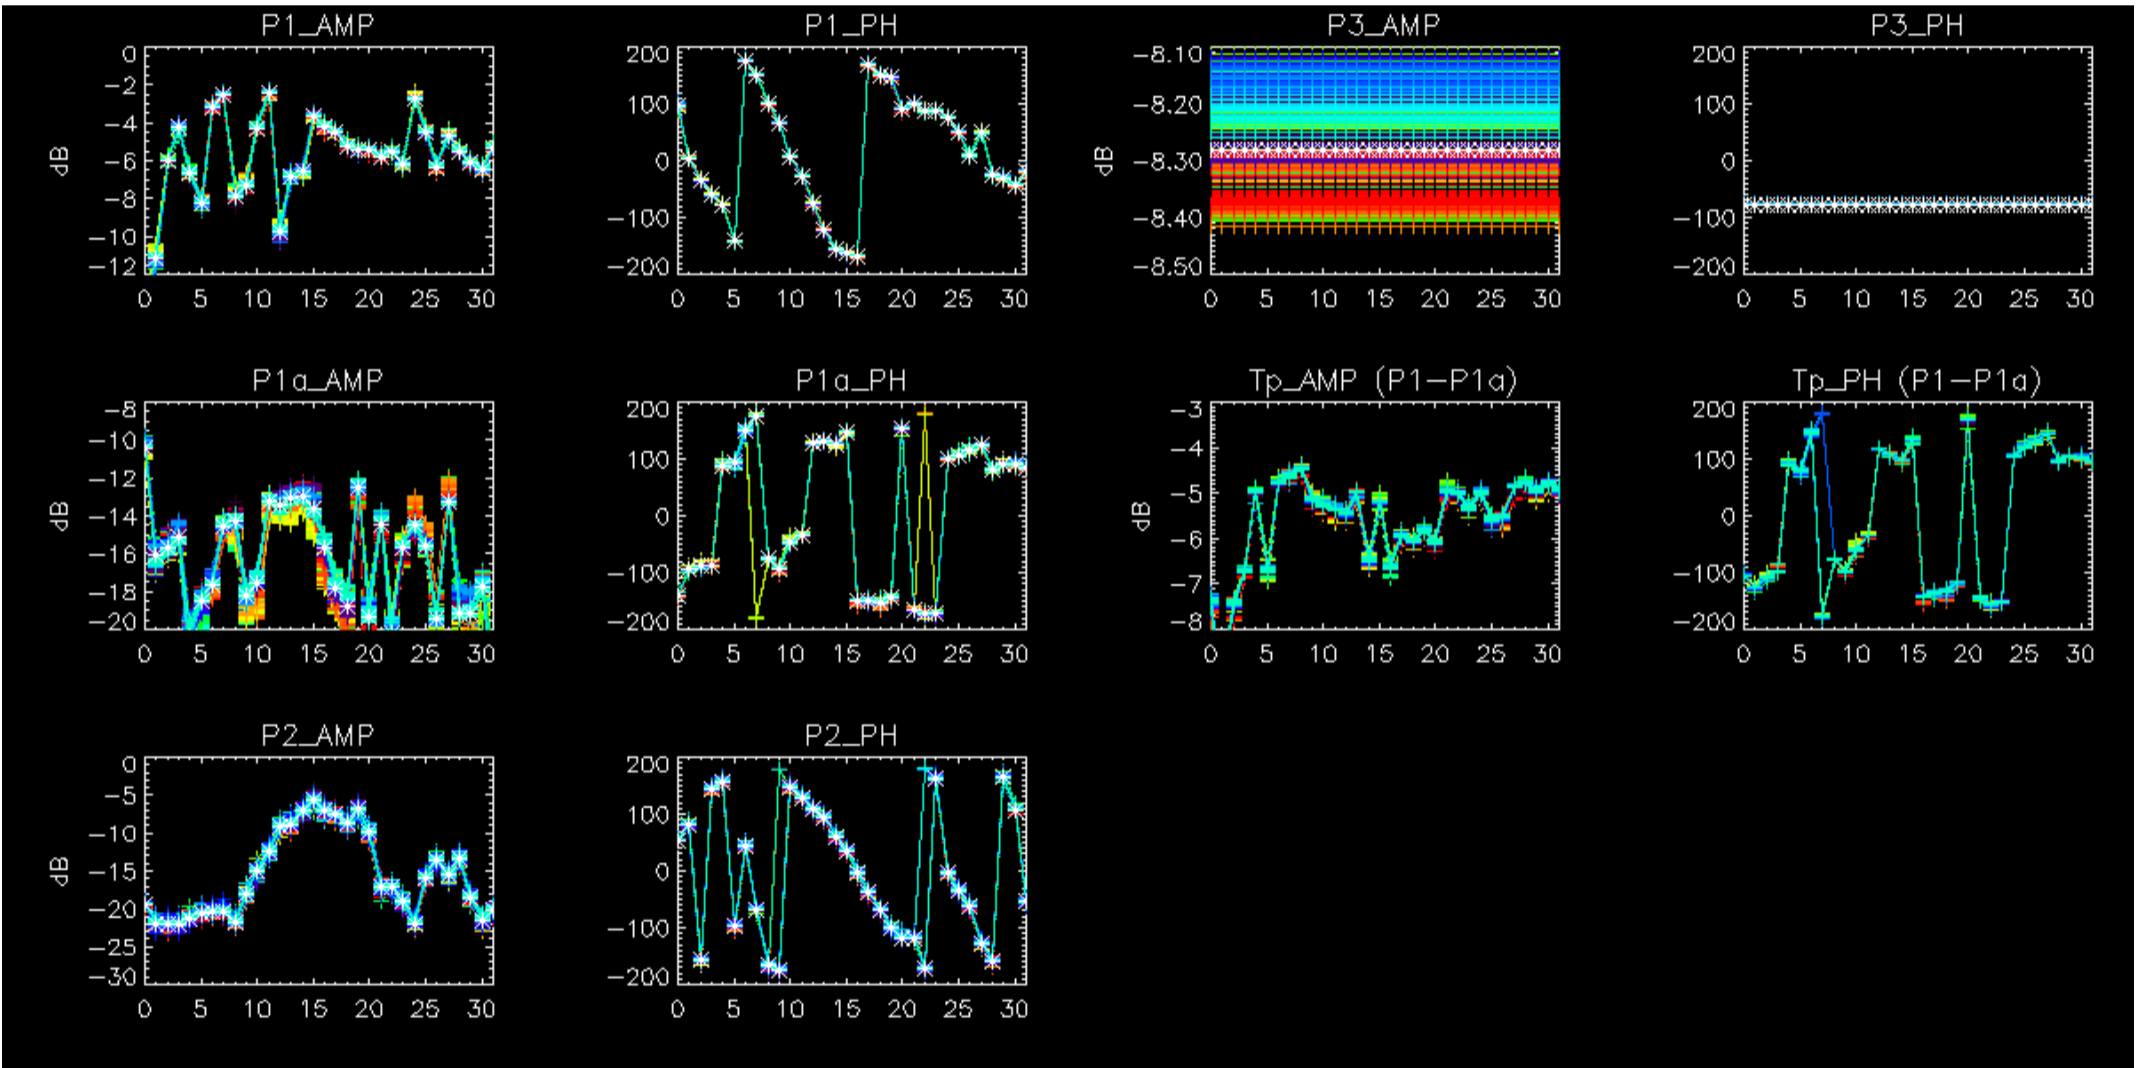 P1_AMP
0
−2
−4
−6
−8
−10
−12
dB
0 5 10 15 20 25 30
P1_PH
200
100
0
−100
−200
0 5 10 15 20 25 30
P3_AMP
−8.10
−8.20
−8.30
−8.40
−8.50
dB
0 5 10 15 20 25 30
P3_PH
200
100
0
−100
−200
0 5 10 15 20 25 30
P1a_AMP
−8
−10
−12
−14
−16
−18
−20
dB
0 5 10 15 20 25 30
P1a_PH
200
100
0
−100
−200
0 5 10 15 20 25 30
Tp_AMP (P1−P1a)
−3
−4
−5
−6
−7
−8
dB
0 5 10 15 20 25 30
Tp_PH (P1−P1a)
200
100
0
−100
−200
0 5 10 15 20 25 30
P2_AMP
0
−5
−10
−15
−20
−25
−30
dB
0 5 10 15 20 25 30
P2_PH
200
100
0
−100
−200
0 5 10 15 20 25 30